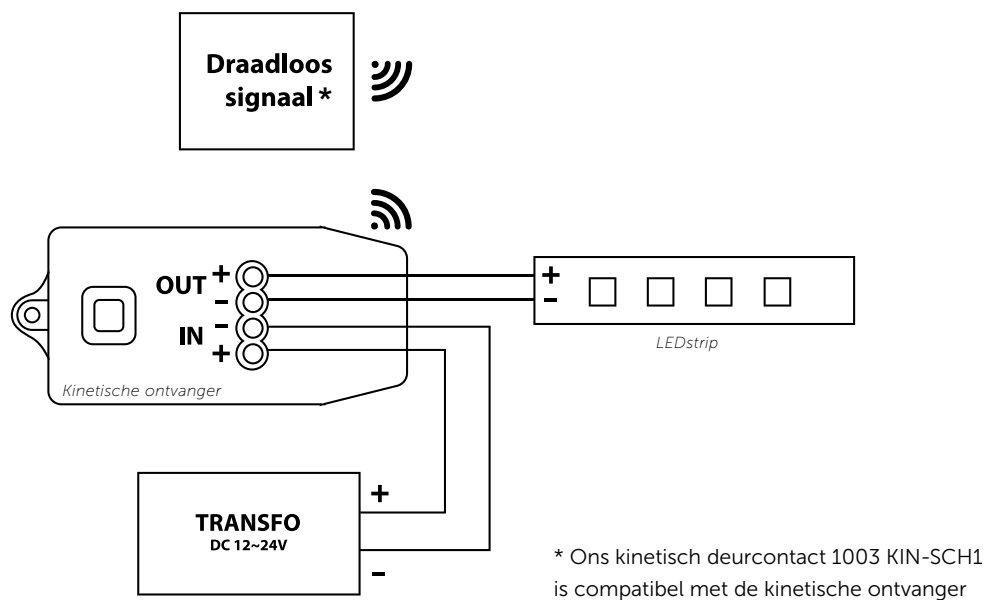 Draadloos
signaal *
OUT + -
IN - +
Kinetische ontvanger
+
-
LEDstrip
TRANSFO
DC 12~24V
+
-
* Ons kinetisch deurcontact 1003 KIN-SCH1
is compatibel met de kinetische ontvanger